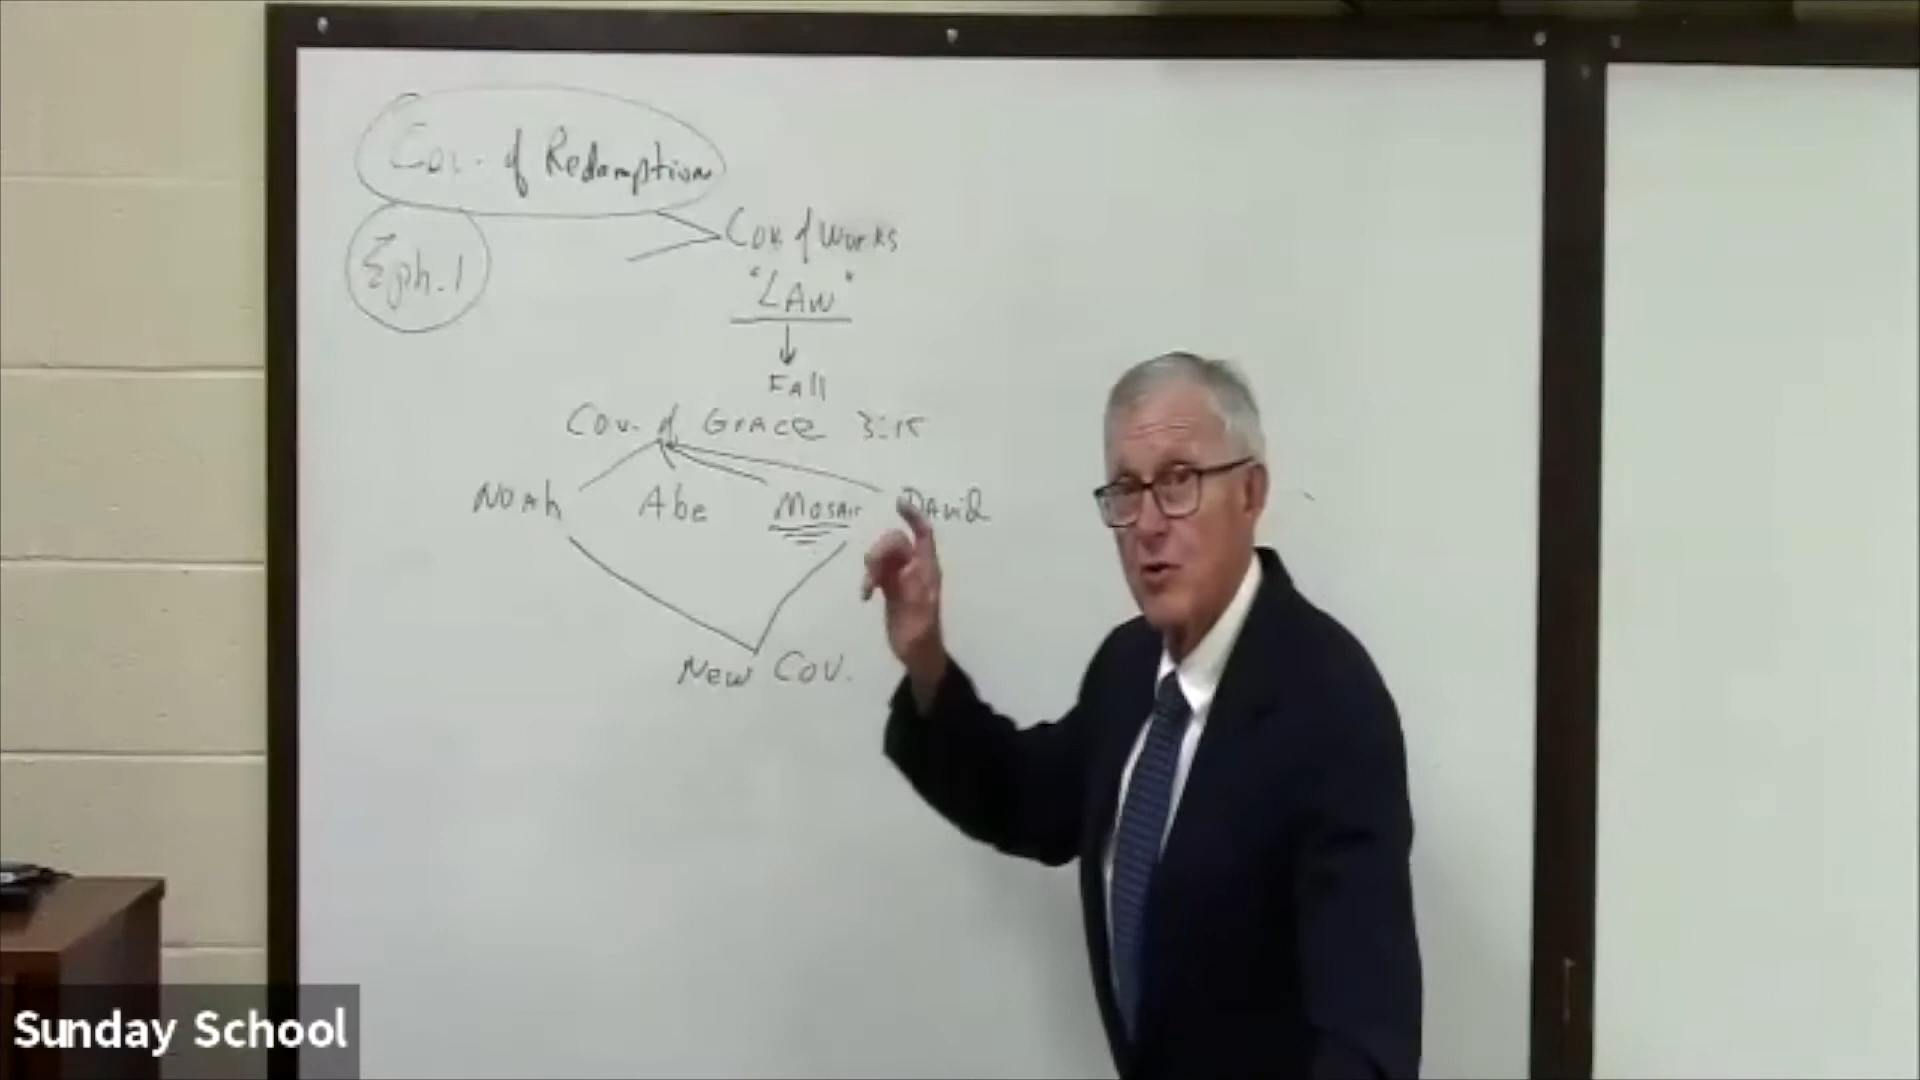 Cov. of Redemption
Eph. 1
Cov of Works
"LAW"
Fall
Cov. of Grace 3:15
Noah Abe Mosaic David
New Cov.
Sunday School